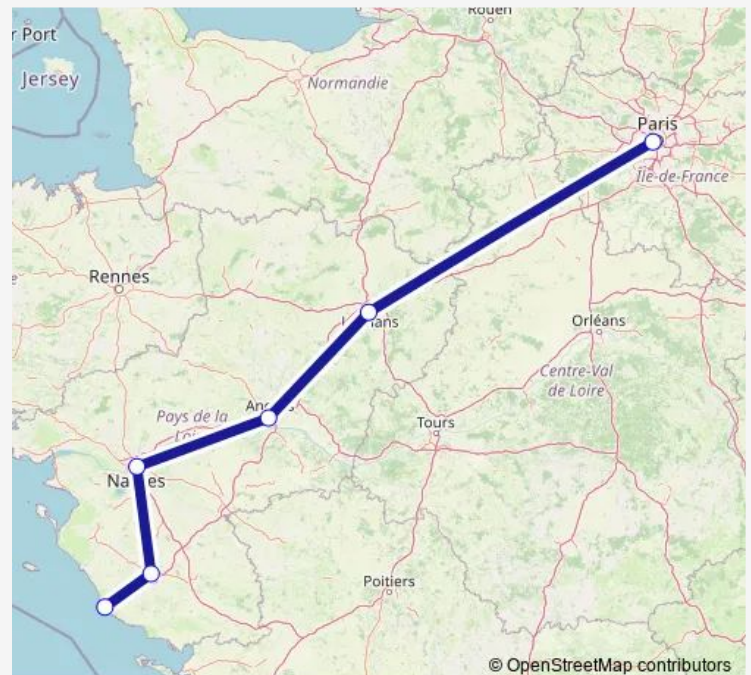 Rouen
r Port
Jersey
Normandie
Paris
Île-de-France
Rennes
Orléans
Centre-Val
de Loire
Pays de la
Tours
Poitiers
© OpenStreetMap contributors